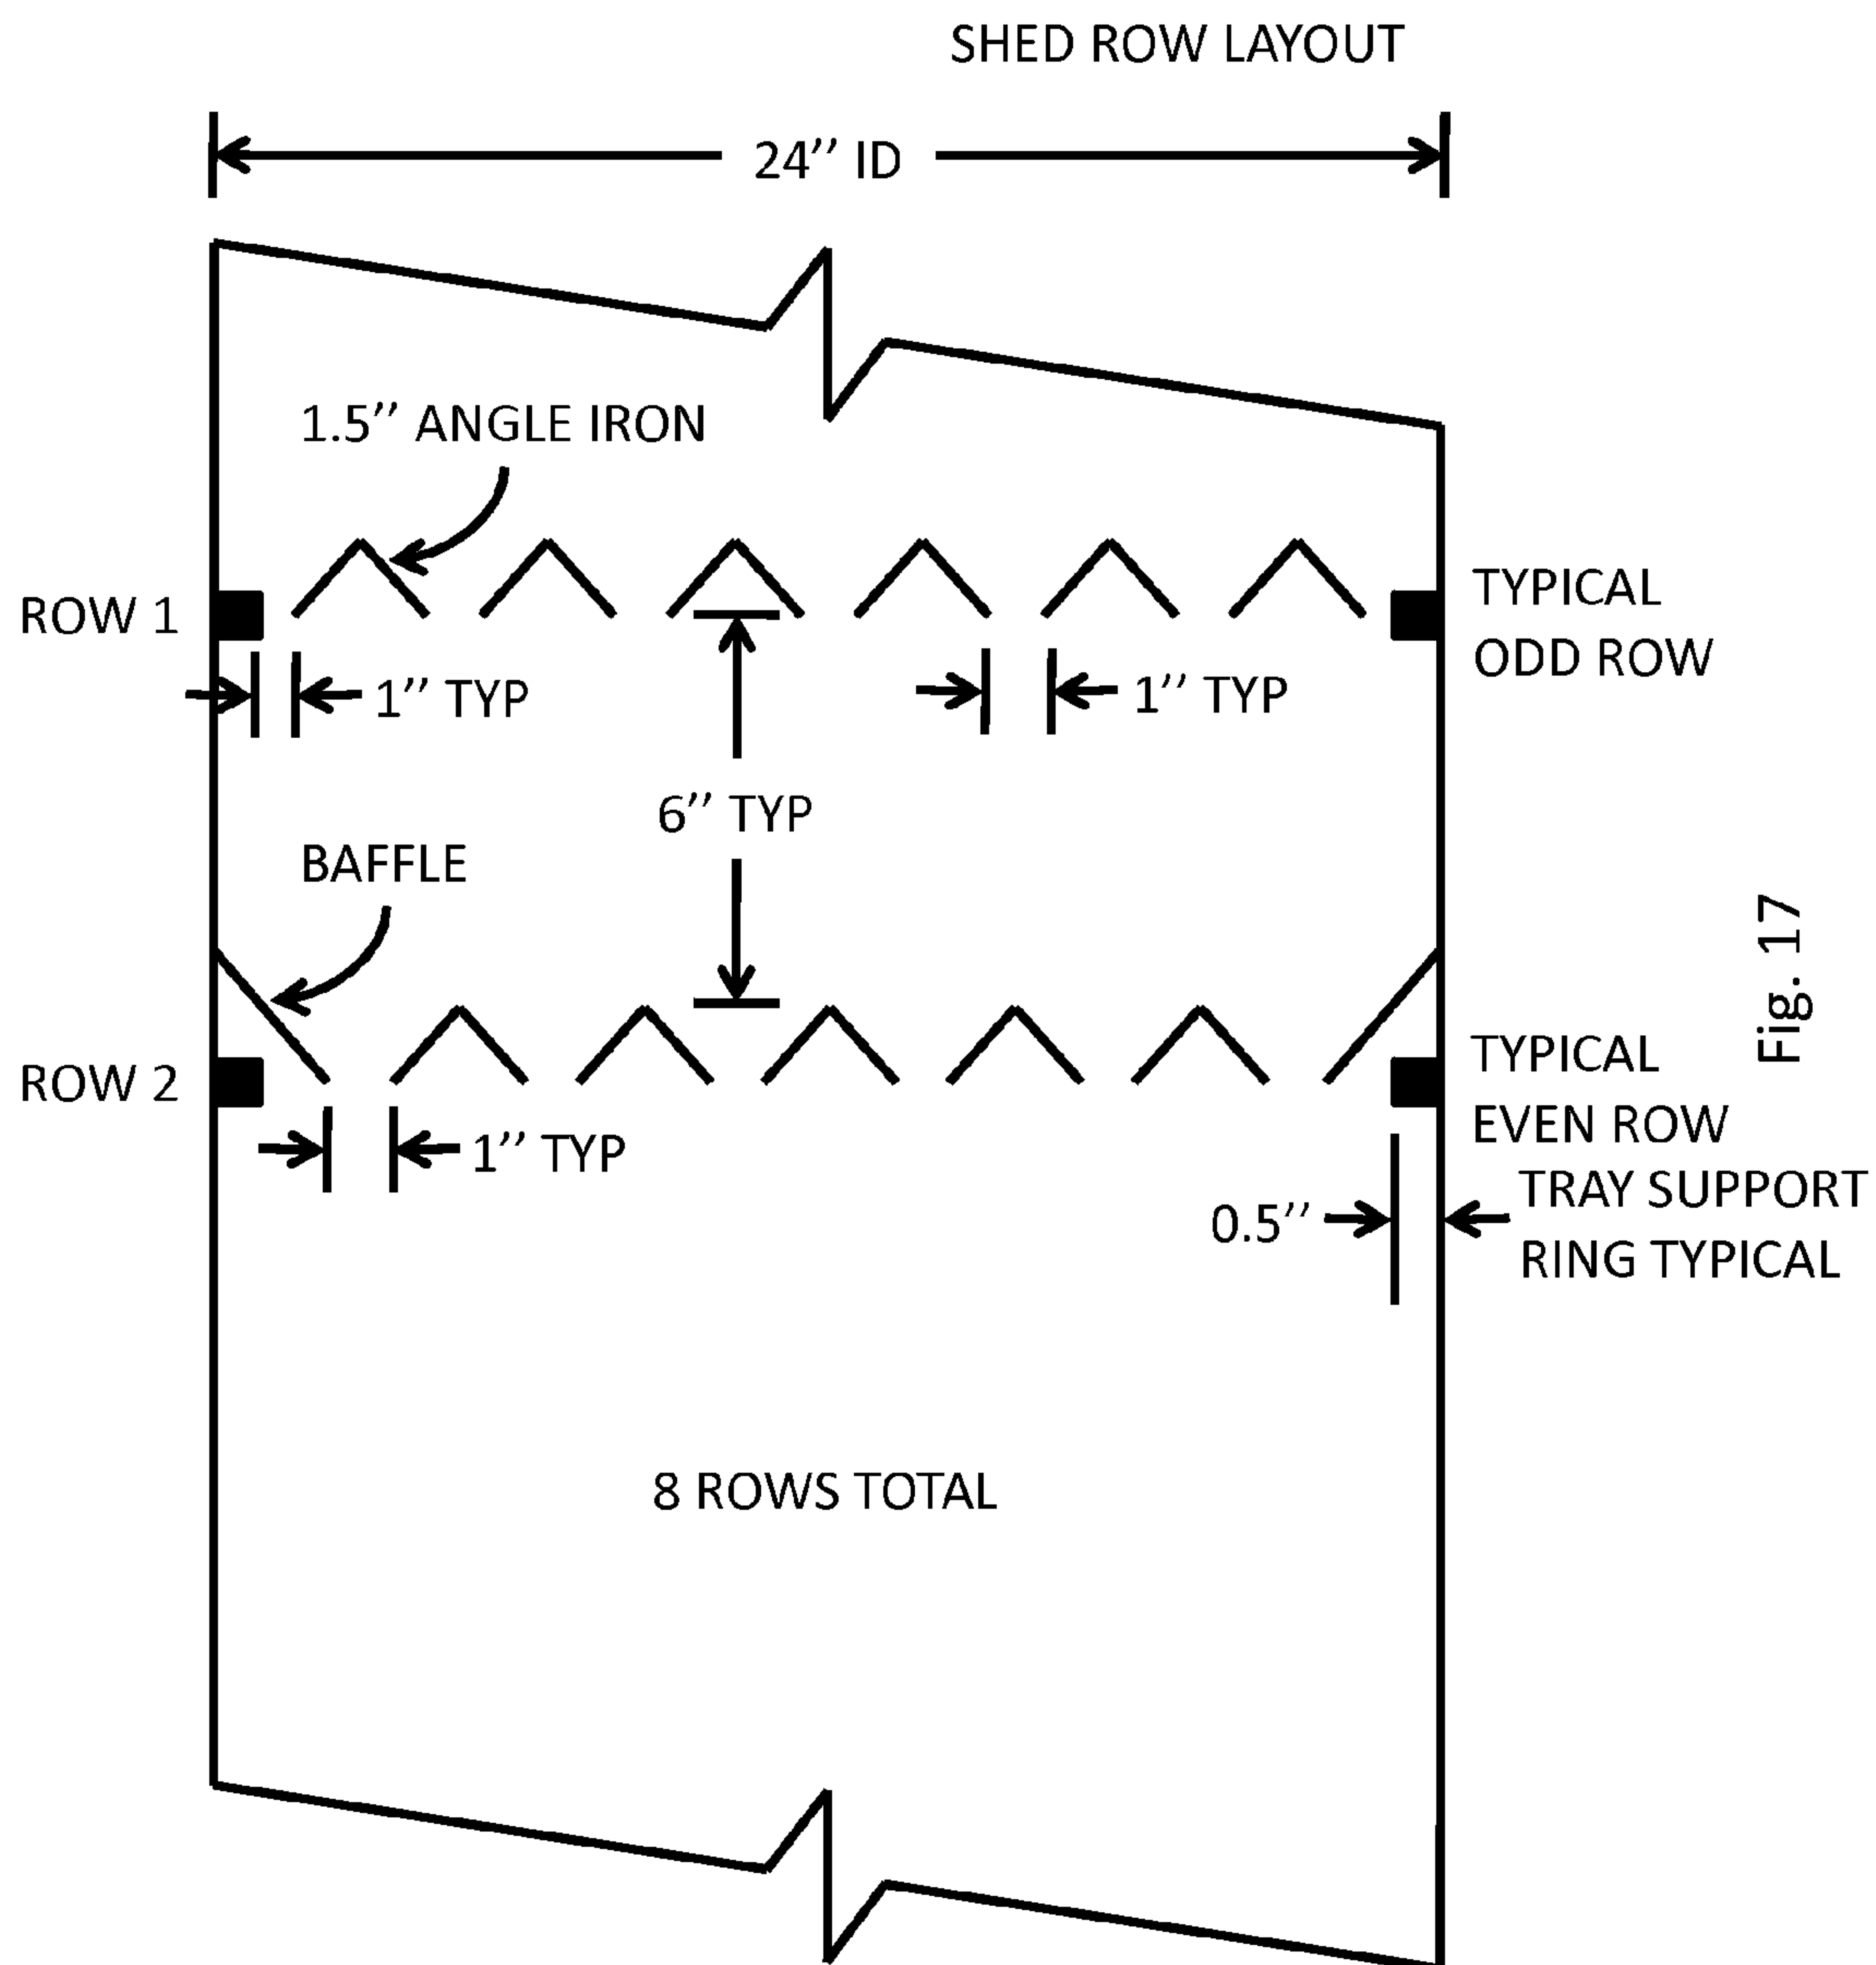 SHED ROW LAYOUT
24’’ ID
1.5’’ ANGLE IRON
ROW 1
TYPICAL
ODD ROW
1’’ TYP
1’’ TYP
6’’ TYP
BAFFLE
Fig. 17
ROW 2
TYPICAL
EVEN ROW
1’’ TYP
0.5’’
TRAY SUPPORT
RING TYPICAL
8 ROWS TOTAL